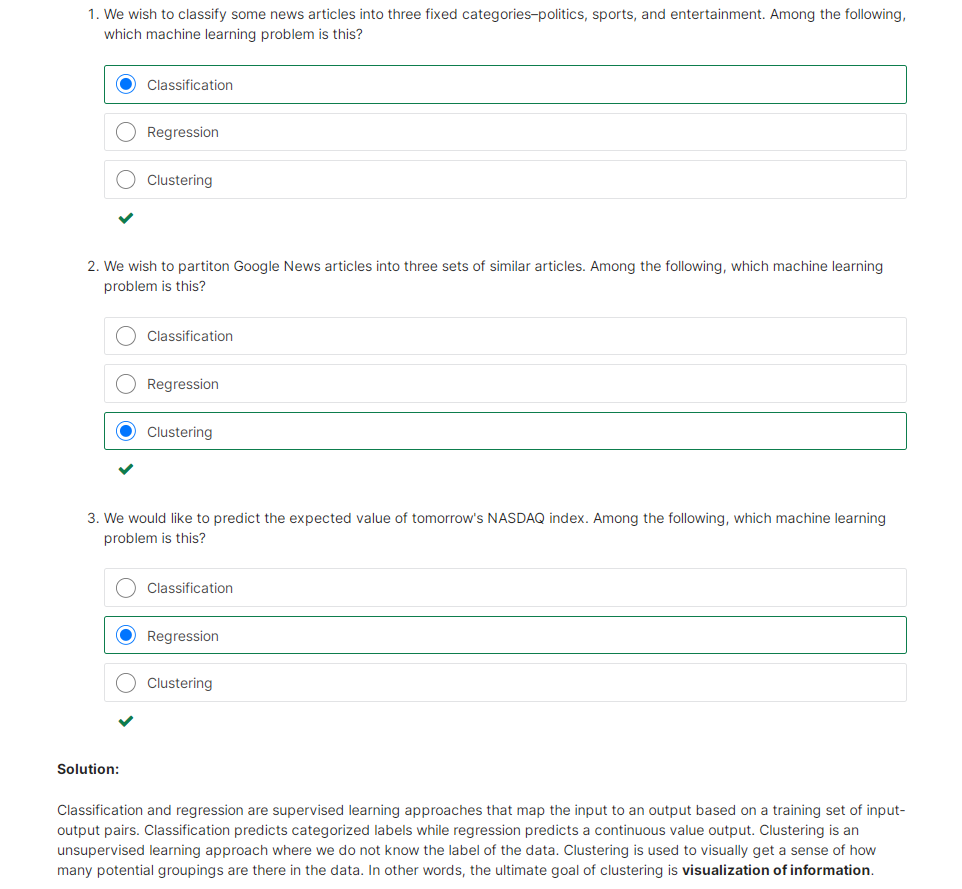 1. We wish to classify some news articles into three fixed categories–politics, sports, and entertainment. Among the following,
which machine learning problem is this?
Classification
Regression
Clustering
2. We wish to partiton Google News articles into three sets of similar articles. Among the following, which machine learning
problem is this?
Classification
Regression
Clustering
3. We would like to predict the expected value of tomorrow's NASDAQ index. Among the following, which machine learning
problem is this?
Classification
Regression
Clustering
Solution:
Classification and regression are supervised learning approaches that map the input to an output based on a training set of input-
output pairs. Classification predicts categorized labels while regression predicts a continuous value output. Clustering is an
unsupervised learning approach where we do not know the label of the data. Clustering is used to visually get a sense of how
many potential groupings are there in the data. In other words, the ultimate goal of clustering is visualization of information.